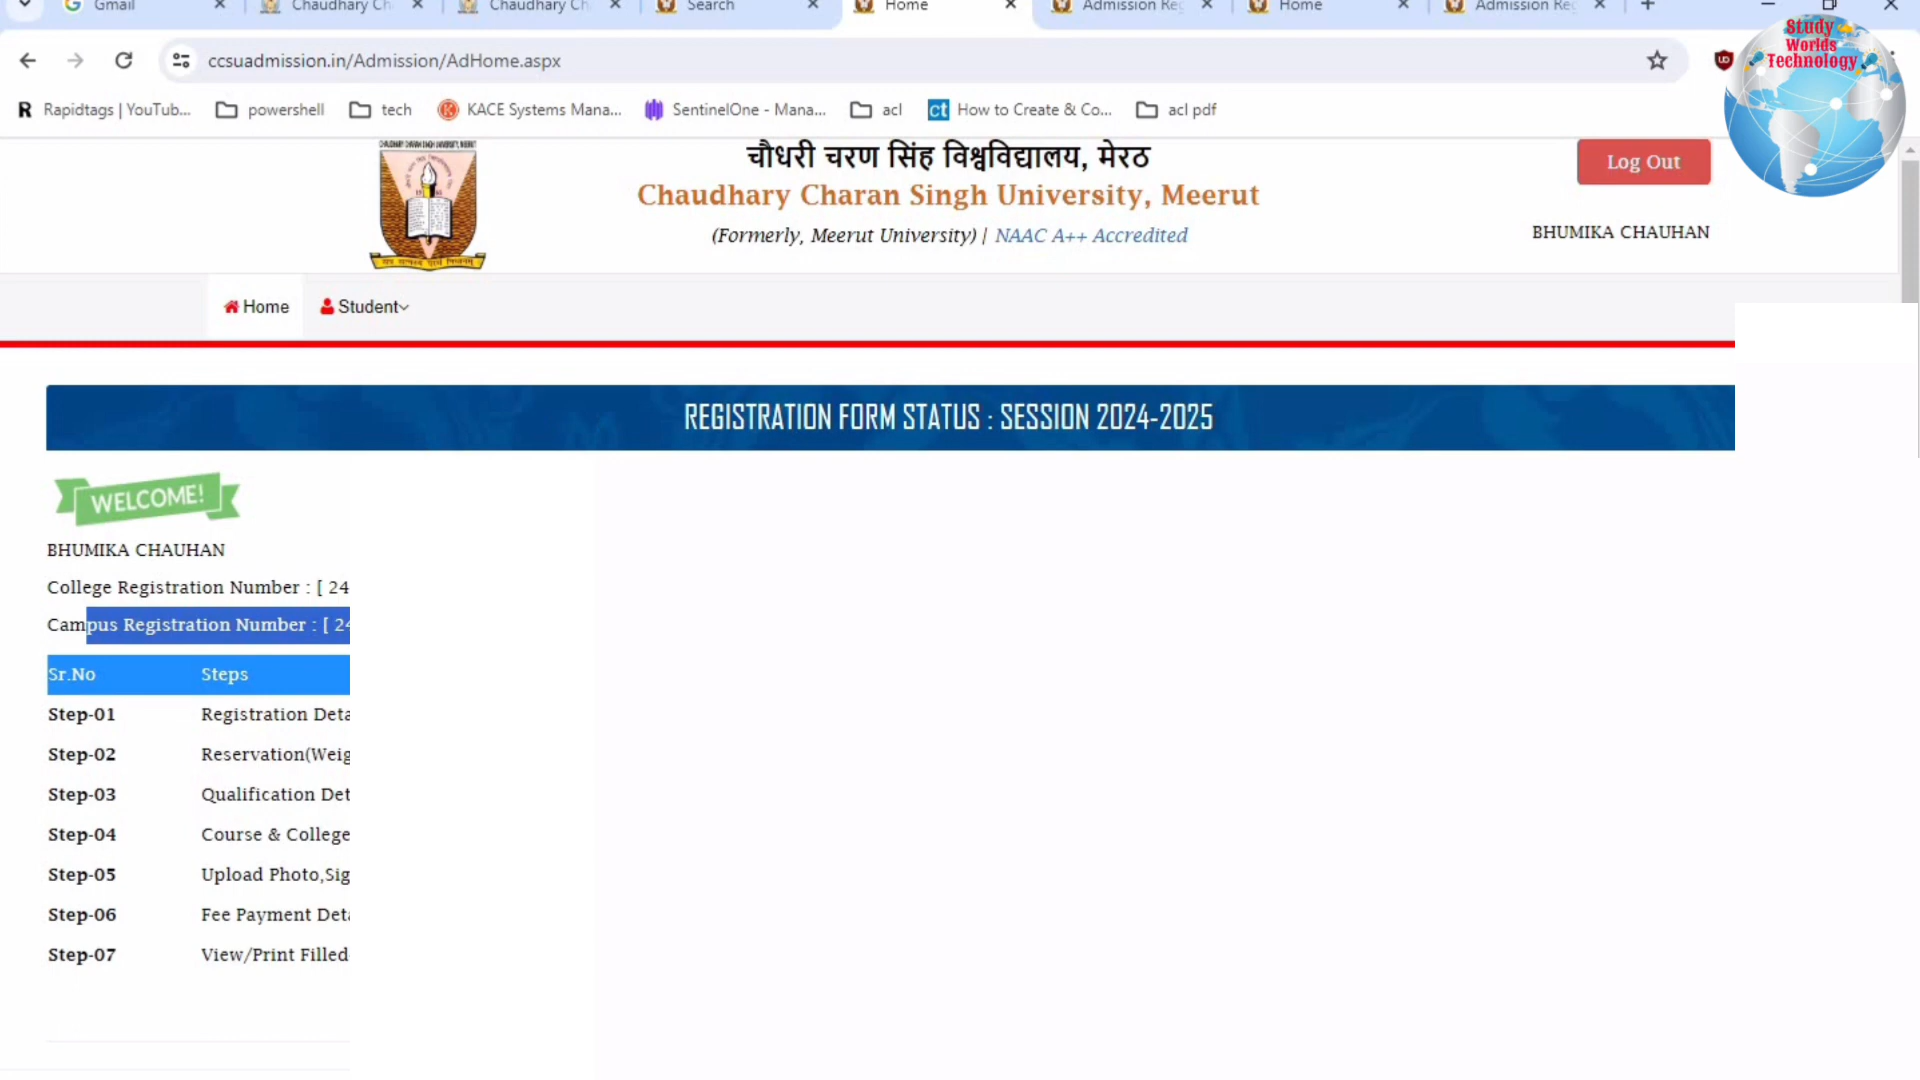 Gmail
Chaudhary Ch
Chaudhary Ch
Search
Home
Admission Reg
Home
Admission Reg
ccsuadmission.in/Admission/AdHome.aspx
Rapidtags | YouTub...
powershell
tech
KACE Systems Mana...
SentinelOne - Mana...
acl
ct
How to Create & Co...
acl pdf
Study
Worlds
Technology
चौधरी चरण सिंह विश्वविद्यालय, मेरठ
Chaudhary Charan Singh University, Meerut
(Formerly, Meerut University) | NAAC A++ Accredited
Log Out
BHUMIKA CHAUHAN
Home
Student
REGISTRATION FORM STATUS : SESSION 2024-2025
WELCOME!
BHUMIKA CHAUHAN
College Registration Number : [ 24
Campus Registration Number : [ 24
Sr.No Steps
Step-01 Registration Deta
Step-02 Reservation(Weig
Step-03 Qualification Det
Step-04 Course & College
Step-05 Upload Photo,Sig
Step-06 Fee Payment Deta
Step-07 View/Print Filled